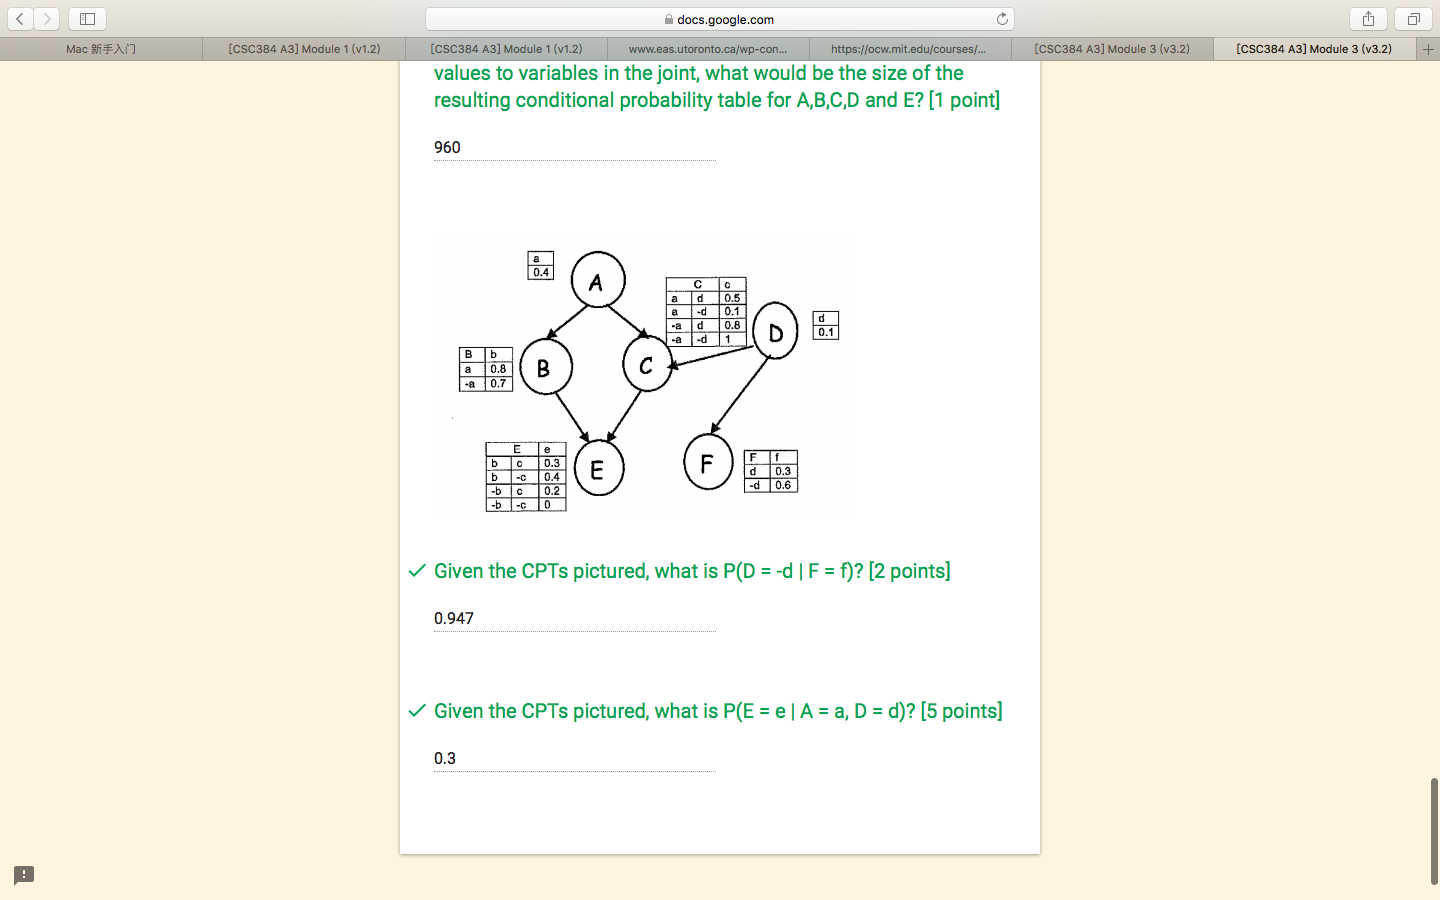 docs.google.com
Mac 新手入门
[CSC384 A3] Module 1 (v1.2)
[CSC384 A3] Module 1 (v1.2)
www.eas.utoronto.ca/wp-con...
https://ocw.mit.edu/courses/...
[CSC384 A3] Module 3 (v3.2)
[CSC384 A3] Module 3 (v3.2)
values to variables in the joint, what would be the size of the
resulting conditional probability table for A,B,C,D and E? [1 point]
960
a
0.4
A
C c
a d 0.5
a -d 0.1
-a d 0.8
-a -d 1
D
d
0.1
B b
a 0.8
-a 0.7
B
C
E e
b c 0.3
b -c 0.4
-b c 0.2
-b -c 0
E
F
F f
d 0.3
-d 0.6
Given the CPTs pictured, what is P(D = -d | F = f)? [2 points]
0.947
Given the CPTs pictured, what is P(E = e | A = a, D = d)? [5 points]
0.3